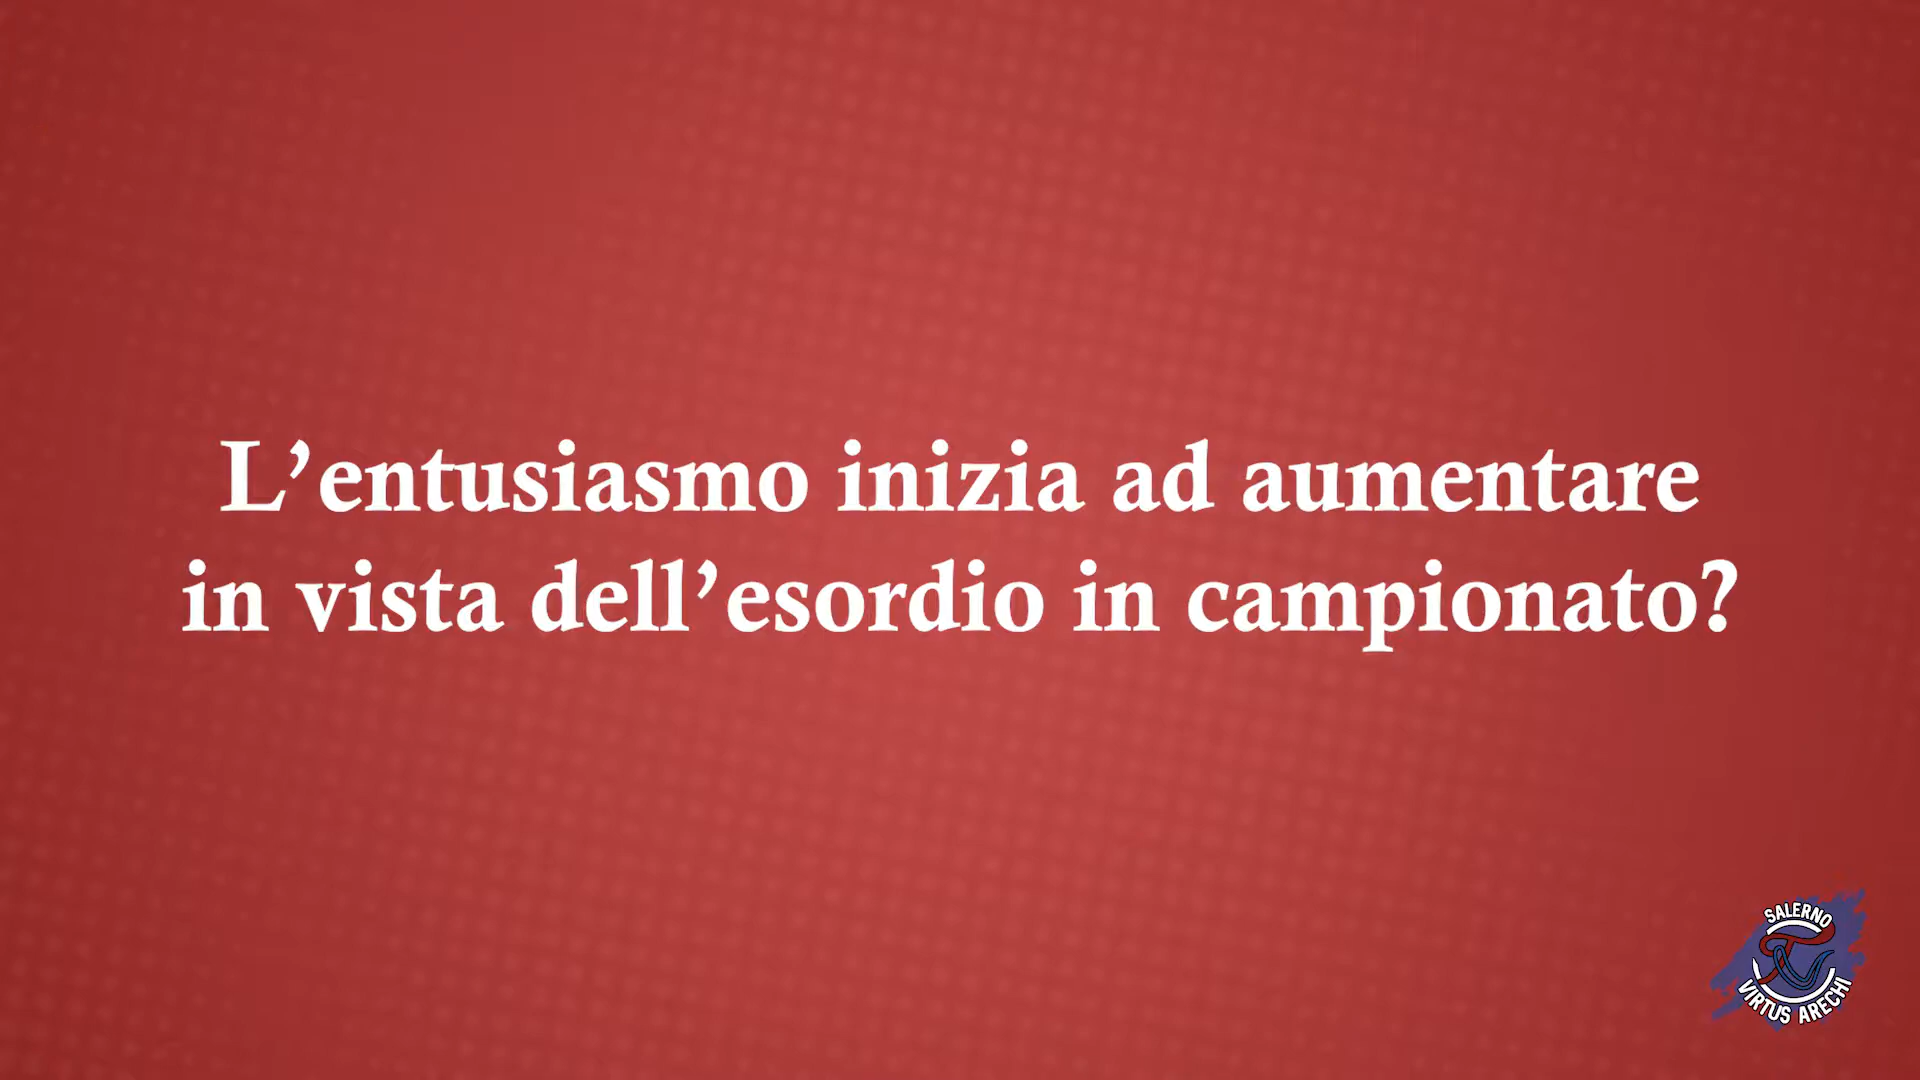 L’entusiasmo inizia ad aumentare
in vista dell’esordio in campionato?
SALERNO
VIRTUS ARECHI